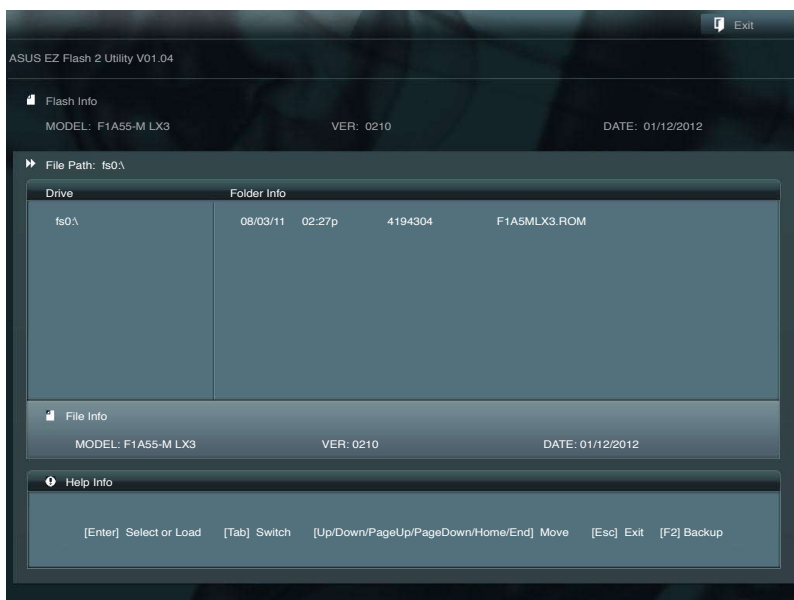 Exit
ASUS EZ Flash 2 Utility V01.04
Flash Info
MODEL: F1A55-M LX3 VER: 0210 DATE: 01/12/2012
File Path: fs0:\
Drive Folder Info
fs0:\ 08/03/11 02:27p 4194304 F1A5MLX3.ROM
File Info
MODEL: F1A55-M LX3 VER: 0210 DATE: 01/12/2012
Help Info
[Enter] Select or Load [Tab] Switch [Up/Down/PageUp/PageDown/Home/End] Move [Esc] Exit [F2] Backup